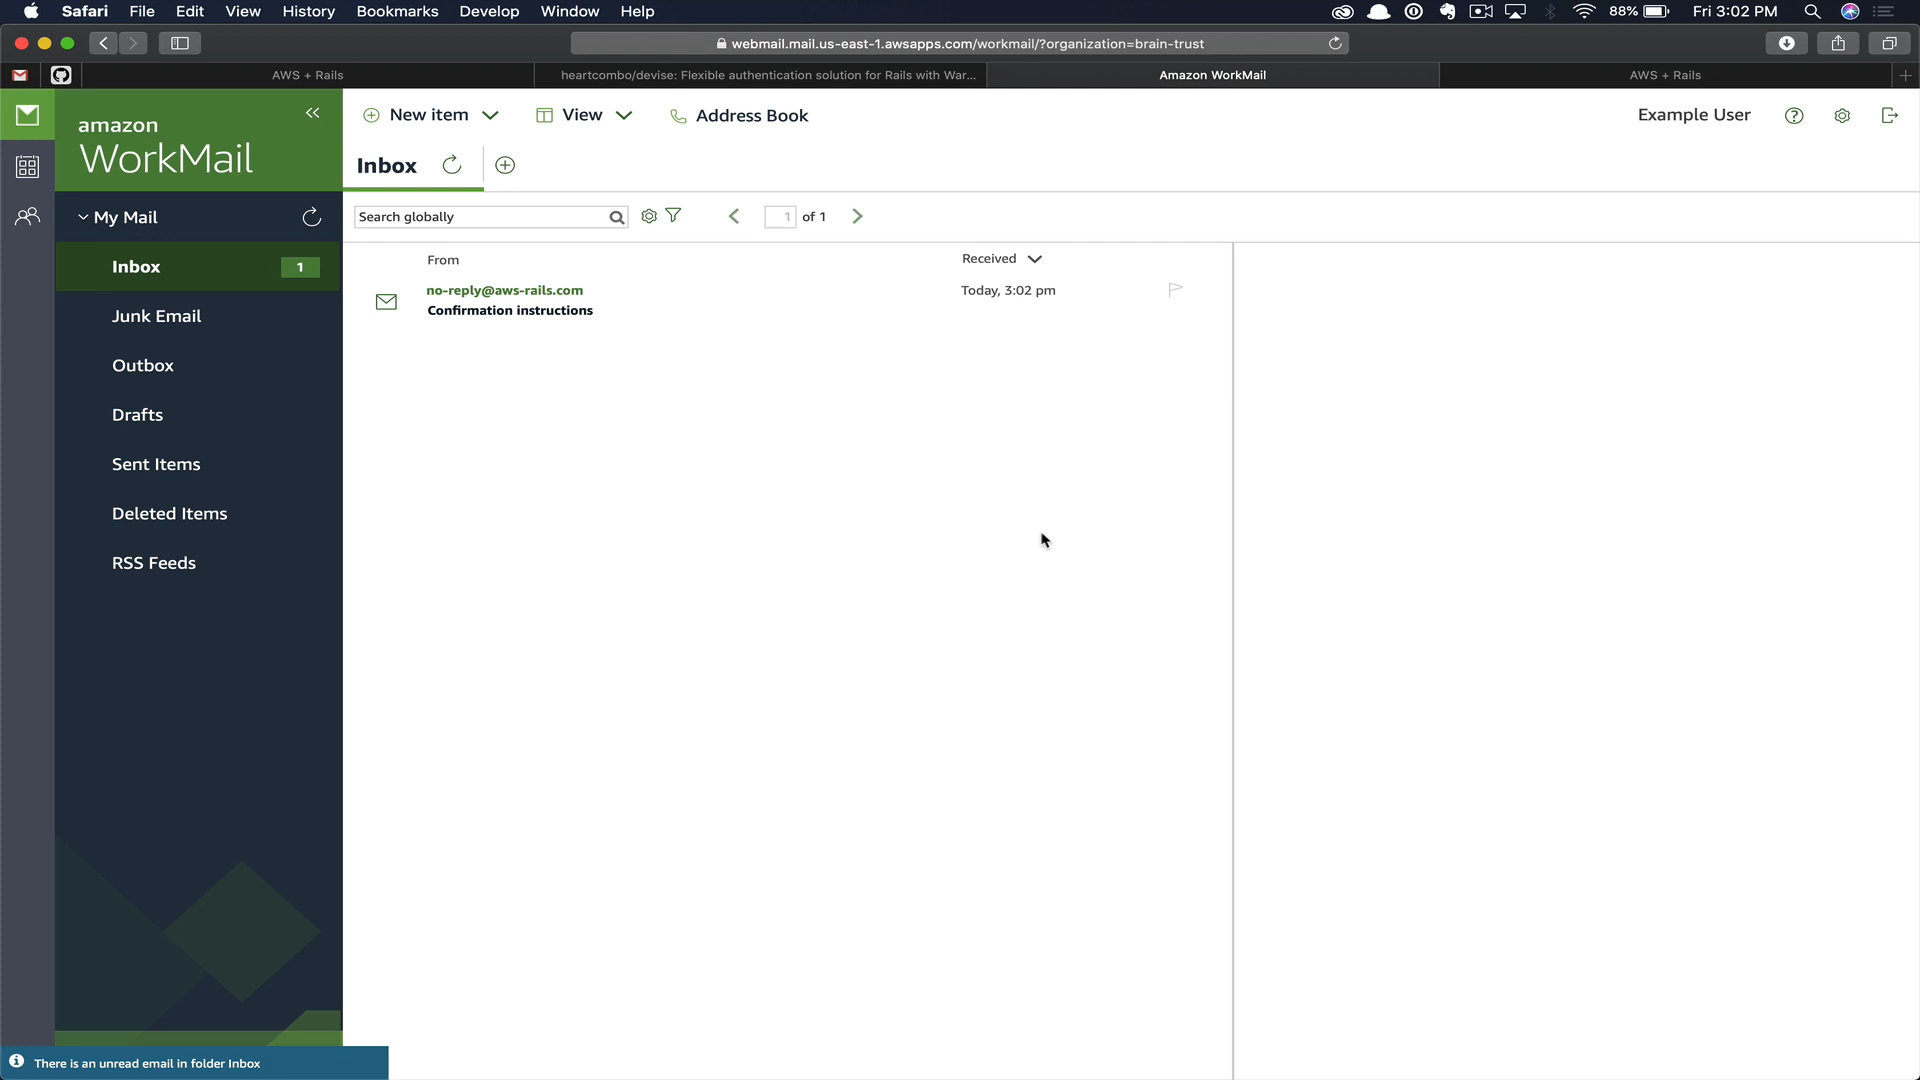 Safari File Edit View History Bookmarks Develop Window Help 88% Fri 3:02 PM
webmail.mail.us-east-1.awsapps.com/workmail/?organization=brain-trust
AWS + Rails heartcombo/devise: Flexible authentication solution for Rails with War... Amazon WorkMail AWS + Rails
amazon
WorkMail
New item View Address Book Example User
Inbox
My Mail
Search globally 1 of 1
Inbox 1
Junk Email
Outbox
Drafts
Sent Items
Deleted Items
RSS Feeds
From Received
no-reply@aws-rails.com Today, 3:02 pm
Confirmation instructions
There is an unread email in folder Inbox